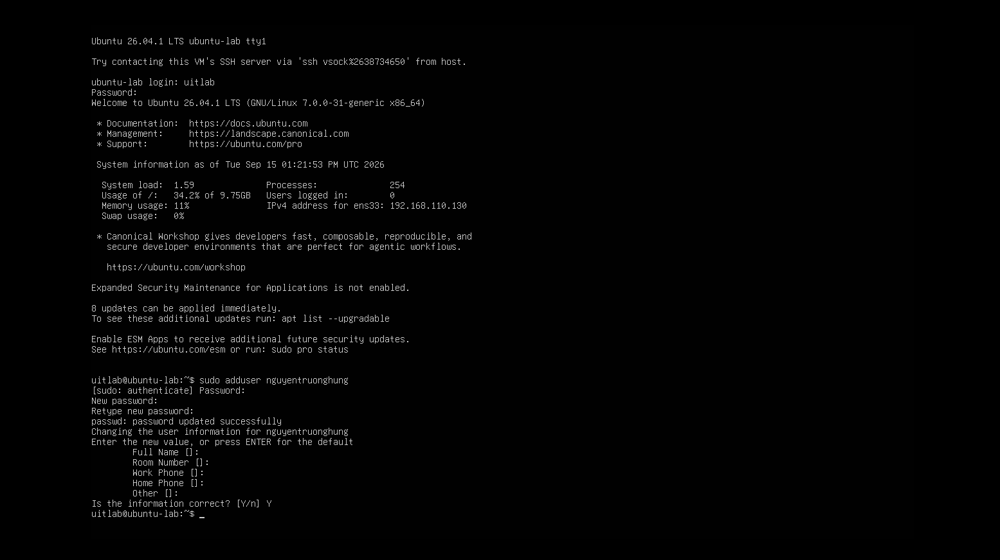 Ubuntu 26.04.1 LTS ubuntu-lab tty1
Try contacting this VM's SSH server via 'ssh vsock%2638734650' from host.
ubuntu-lab login: uitlab
Password:
Welcome to Ubuntu 26.04.1 LTS (GNU/Linux 7.0.0-31-generic x86_64)
* Documentation:  https://docs.ubuntu.com
* Management:     https://landscape.canonical.com
* Support:        https://ubuntu.com/pro
System information as of Tue Sep 15 01:21:53 PM UTC 2026
System load:  1.59              Processes:              254
Usage of /:   34.2% of 9.75GB   Users logged in:        0
Memory usage: 11%               IPv4 address for ens33: 192.168.110.130
Swap usage:   0%
* Canonical Workshop gives developers fast, composable, reproducible, and
secure developer environments that are perfect for agentic workflows.
https://ubuntu.com/workshop
Expanded Security Maintenance for Applications is not enabled.
8 updates can be applied immediately.
To see these additional updates run: apt list --upgradable
Enable ESM Apps to receive additional future security updates.
See https://ubuntu.com/esm or run: sudo pro status
uitlab@ubuntu-lab:~$ sudo adduser nguyentruonghung
[sudo: authenticate] Password:
New password:
Retype new password:
passwd: password updated successfully
Changing the user information for nguyentruonghung
Enter the new value, or press ENTER for the default
Full Name []:
Room Number []:
Work Phone []:
Home Phone []:
Other []:
Is the information correct? [Y/n] Y
uitlab@ubuntu-lab:~$ _